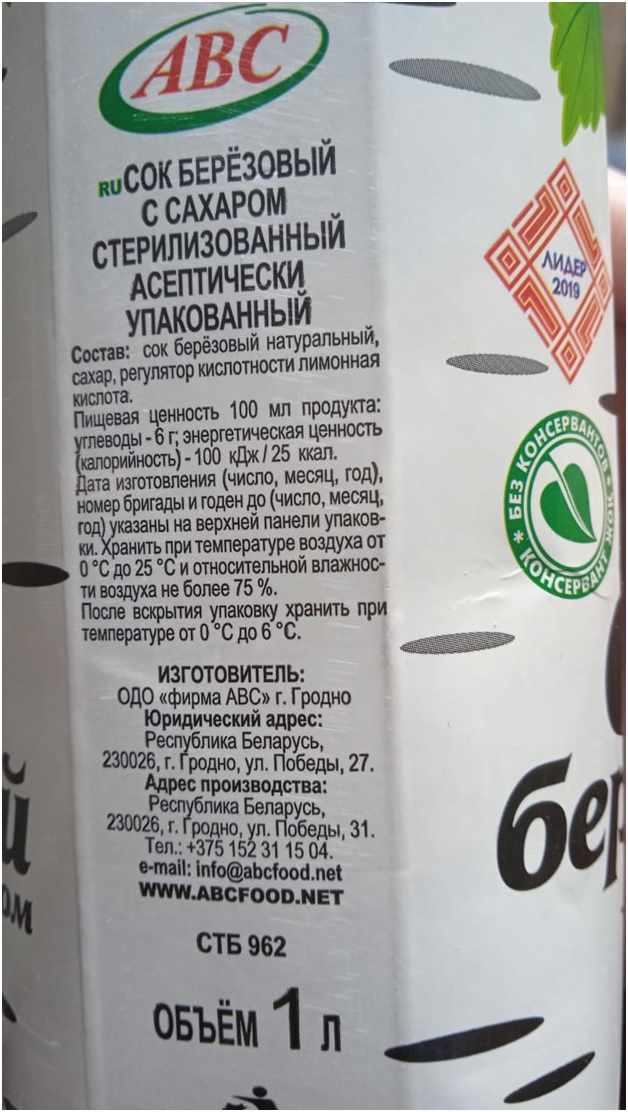 АВС
RU СОК БЕРЁЗОВЫЙ
С САХАРОМ
СТЕРИЛИЗОВАННЫЙ
АСЕПТИЧЕСКИ
УПАКОВАННЫЙ
Состав: сок берёзовый натуральный,
сахар, регулятор кислотности лимонная
кислота.
Пищевая ценность 100 мл продукта:
углеводы - 6 г; энергетическая ценность
(калорийность) - 100 кДж / 25 ккал.
Дата изготовления (число, месяц, год),
номер бригады и годен до (число, месяц,
год) указаны на верхней панели упаков-
ки. Хранить при температуре воздуха от
0 °С до 25 °С и относительной влажнос-
ти воздуха не более 75 %.
После вскрытия упаковку хранить при
температуре от 0 °С до 6 °С.
ИЗГОТОВИТЕЛЬ:
ОДО «фирма АВС» г. Гродно
Юридический адрес:
Республика Беларусь,
230026, г. Гродно, ул. Победы, 27.
Адрес производства:
Республика Беларусь,
230026, г. Гродно, ул. Победы, 31.
Тел.: +375 152 31 15 04.
e-mail: info@abcfood.net
WWW.ABCFOOD.NET
СТБ 962
ОБЪЁМ 1 л
ЛИДЕР
2019
БЕЗ КОНСЕРВАНТОВ
КОНСЕРВАНТ ЖОК
бер
й
ом